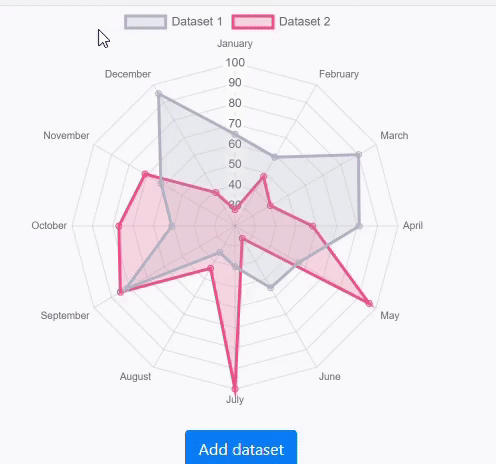 Dataset 1 Dataset 2
January
December February
100
90
80
November March
70
60
50
40
30
October April
September May
August June
July
Add dataset